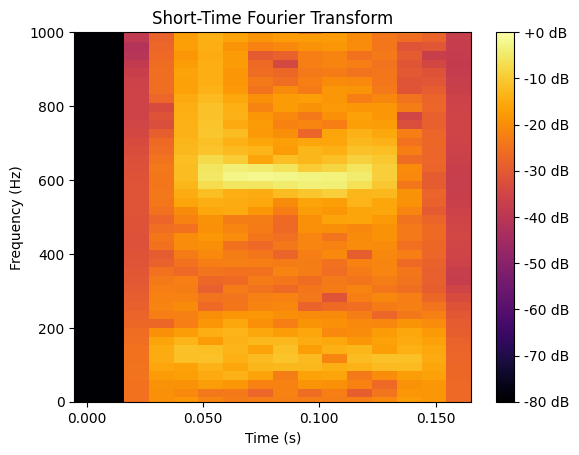 Short-Time Fourier Transform
Frequency (Hz)
1000
800
600
400
200
0
0.000
0.050
0.100
0.150
Time (s)
+0 dB
-10 dB
-20 dB
-30 dB
-40 dB
-50 dB
-60 dB
-70 dB
-80 dB